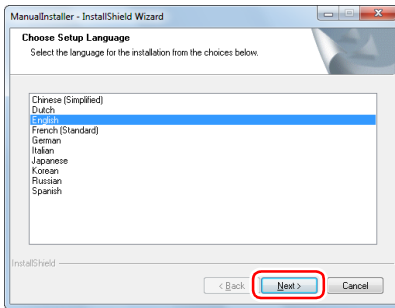 ManualInstaller - InstallShield Wizard
Choose Setup Language
Select the language for the installation from the choices below.
Chinese (Simplified)
Dutch
English
French (Standard)
German
Italian
Japanese
Korean
Russian
Spanish
InstallShield
< Back
Next >
Cancel